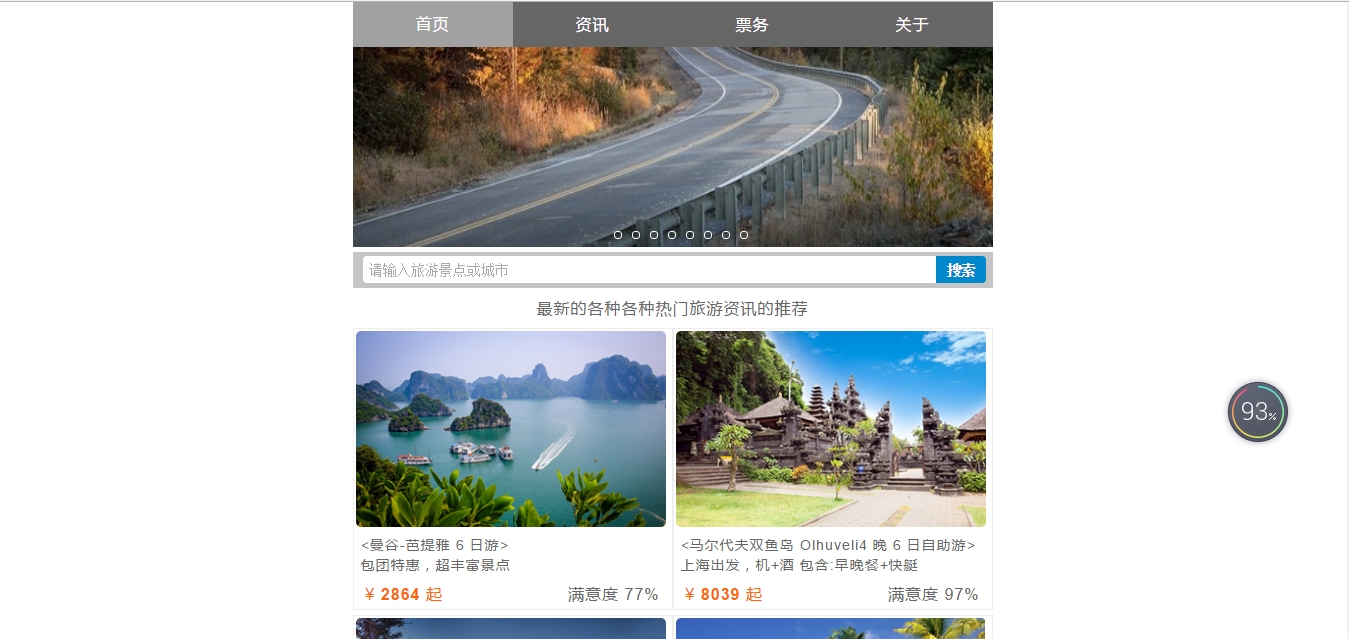 首页 资讯 票务 关于
请输入旅游景点或城市 搜索
最新的各种各种热门旅游资讯的推荐
<曼谷-芭提雅 6 日游>
包团特惠，超丰富景点
￥ 2864 起 满意度 77%
<马尔代夫双鱼岛 Olhuveli4 晚 6 日自助游>
上海出发，机+酒 包含:早晚餐+快艇
￥ 8039 起 满意度 97%
93%